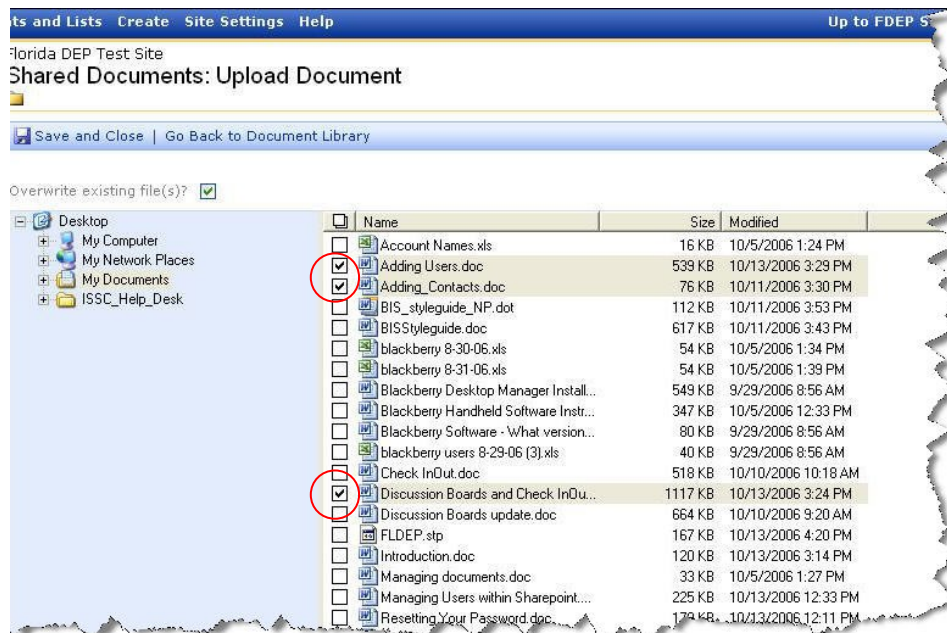 ts and Lists Create Site Settings Help Up to FDEP S
Florida DEP Test Site
Shared Documents: Upload Document
Save and Close | Go Back to Document Library
Overwrite existing file(s)?
Desktop
My Computer
My Network Places
My Documents
ISSC_Help_Desk
Name Size Modified
Account Names.xls 16 KB 10/5/2006 1:24 PM
Adding Users.doc 539 KB 10/13/2006 3:29 PM
Adding_Contacts.doc 76 KB 10/11/2006 3:30 PM
BIS_styleguide_NP.dot 112 KB 10/11/2006 3:53 PM
BISStyleguide.doc 617 KB 10/11/2006 3:43 PM
blackberry 8-30-06.xls 54 KB 10/5/2006 1:34 PM
blackberry 8-31-06.xls 54 KB 10/5/2006 1:39 PM
Blackberry Desktop Manager Install... 549 KB 9/29/2006 8:56 AM
Blackberry Handheld Software Instr... 347 KB 10/5/2006 12:33 PM
Blackberry Software - What version... 80 KB 9/29/2006 8:56 AM
blackberry users 8-29-06 (3).xls 40 KB 9/29/2006 8:56 AM
Check InOut.doc 518 KB 10/10/2006 10:18 AM
Discussion Boards and Check InOu... 1117 KB 10/13/2006 3:24 PM
Discussion Boards update.doc 664 KB 10/10/2006 9:20 AM
FLDEP.stp 167 KB 10/13/2006 4:20 PM
Introduction.doc 120 KB 10/13/2006 3:14 PM
Managing documents.doc 33 KB 10/5/2006 1:27 PM
Managing Users within Sharepoint.... 225 KB 10/13/2006 12:33 PM
Resetting Your Password.doc KB 10/13/2006 12:11 PM